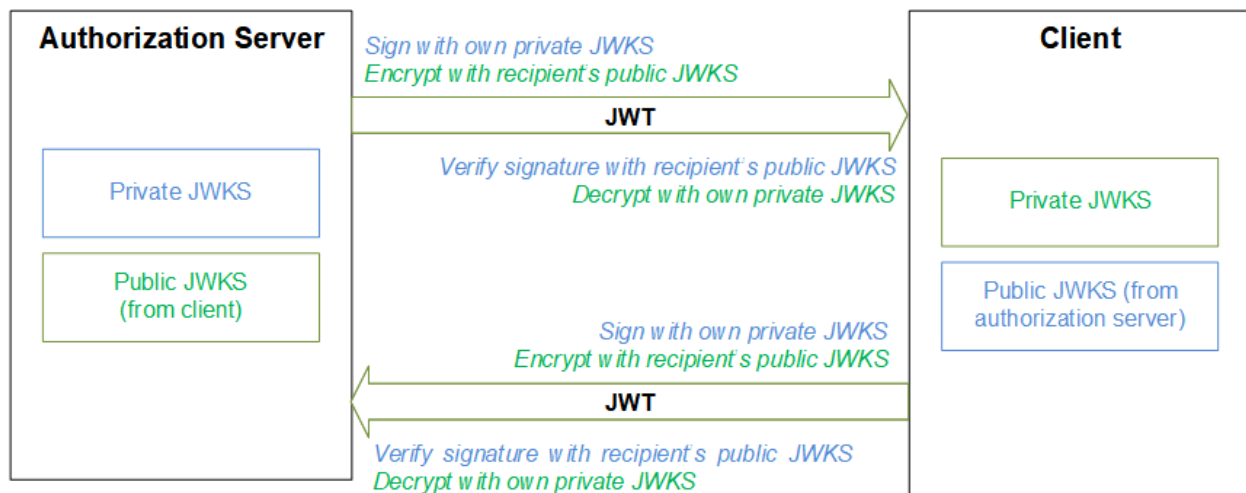 Authorization Server
Sign with own private JWKS
Encrypt with recipient's public JWKS
JWT
Verify signature with recipient's public JWKS
Decrypt with own private JWKS
Private JWKS
Public JWKS
(from client)
Client
Private JWKS
Public JWKS (from
authorization server)
Sign with own private JWKS
Encrypt with recipient's public JWKS
JWT
Verify signature with recipient's public JWKS
Decrypt with own private JWKS